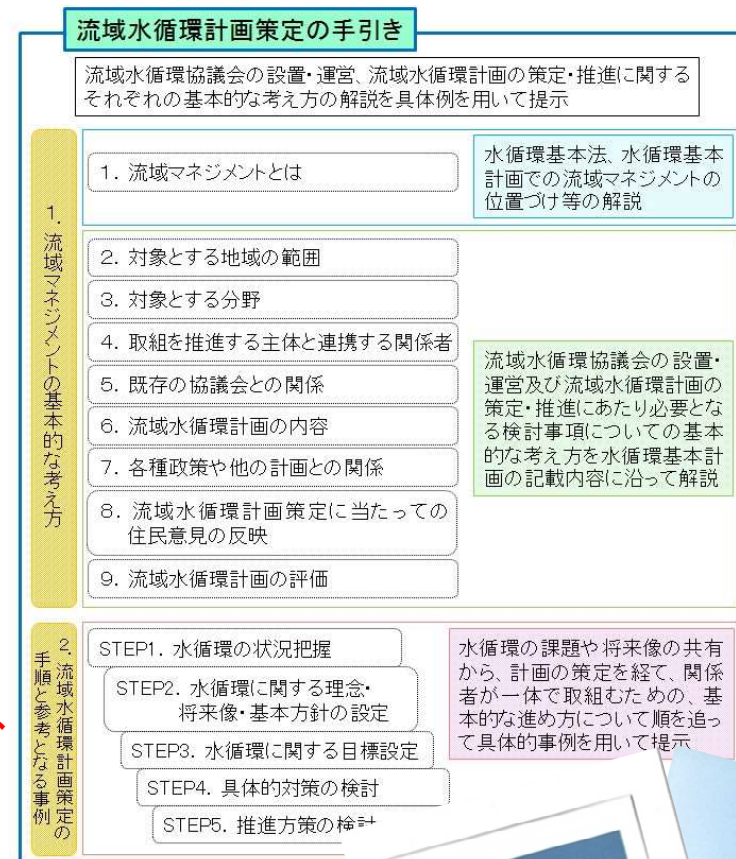 流域水循環計画策定の手引き
流域水循環協議会の設置・運営、流域水循環計画の策定・推進に関する
それぞれの基本的な考え方の解説を具体例を用いて提示
1. 流域マネジメントの基本的な考え方
1. 流域マネジメントとは
水循環基本法、水循環基本
計画での流域マネジメントの
位置づけ等の解説
2. 対象とする地域の範囲
3. 対象とする分野
4. 取組を推進する主体と連携する関係者
5. 既存の協議会との関係
6. 流域水循環計画の内容
7. 各種政策や他の計画との関係
8. 流域水循環計画策定に当たっての
住民意見の反映
9. 流域水循環計画の評価
流域水循環協議会の設置・
運営及び流域水循環計画の
策定・推進にあたり必要とな
る検討事項についての基本
的な考え方を水循環基本計
画の記載内容に沿って解説
2. 流域水循環計画策定の
手順と参考となる事例
STEP1. 水循環の状況把握
STEP2. 水循環に関する理念・
将来像・基本方針の設定
STEP3. 水循環に関する目標設定
STEP4. 具体的対策の検討
STEP5. 推進方策の検
水循環の課題や将来像の共有
から、計画の策定を経て、関係
者が一体で取組むための、基
本的な進め方について順を追っ
て具体的事例を用いて提示